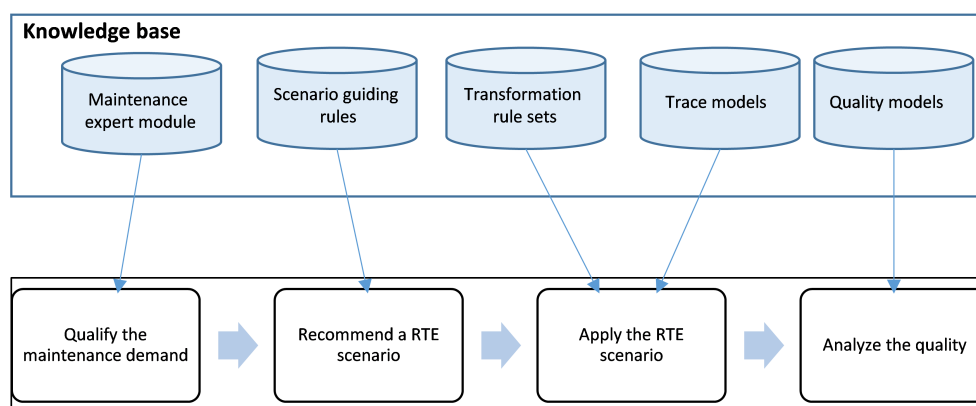 Knowledge base
Maintenance
expert module
Scenario guiding
rules
Transformation
rule sets
Trace models
Quality models
Qualify the
maintenance demand
Recommend a RTE
scenario
Apply the RTE
scenario
Analyze the quality